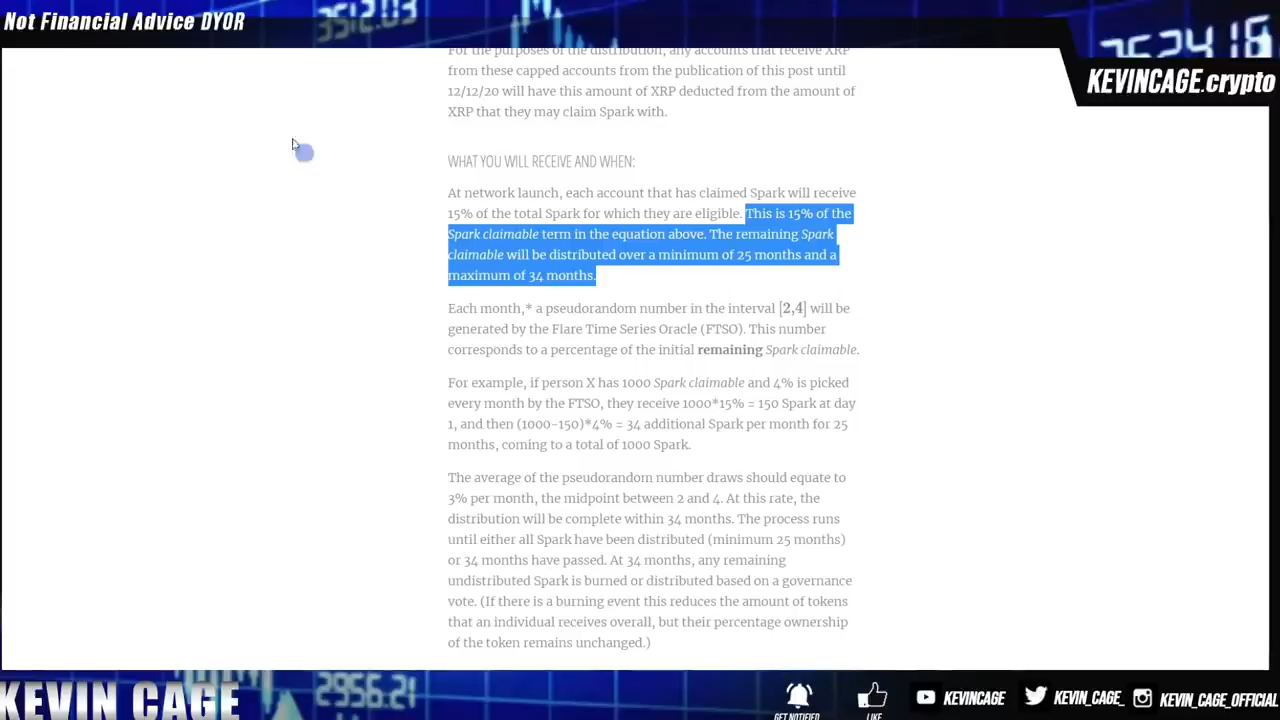 Not Financial Advice DYOR
3512.03
KEVINCAGE.crypto
For the purposes of the distribution, any accounts that receive XRP
from these capped accounts from the publication of this post until
12/12/20 will have this amount of XRP deducted from the amount of
XRP that they may claim Spark with.
WHAT YOU WILL RECEIVE AND WHEN:
At network launch, each account that has claimed Spark will receive
15% of the total Spark for which they are eligible. This is 15% of the
Spark claimable term in the equation above. The remaining Spark
claimable will be distributed over a minimum of 25 months and a
maximum of 34 months.
Each month,* a pseudorandom number in the interval [2,4] will be
generated by the Flare Time Series Oracle (FTSO). This number
corresponds to a percentage of the initial remaining Spark claimable.
For example, if person X has 1000 Spark claimable and 4% is picked
every month by the FTSO, they receive 1000*15% = 150 Spark at day
1, and then (1000-150)*4% = 34 additional Spark per month for 25
months, coming to a total of 1000 Spark.
The average of the pseudorandom number draws should equate to
3% per month, the midpoint between 2 and 4. At this rate, the
distribution will be complete within 34 months. The process runs
until either all Spark have been distributed (minimum 25 months)
or 34 months have passed. At 34 months, any remaining
undistributed Spark is burned or distributed based on a governance
vote. (If there is a burning event this reduces the amount of tokens
that an individual receives overall, but their percentage ownership
of the token remains unchanged.)
KEVIN CAGE
2956.21
GET NOTIFIED
LIKE
KEVINCAGE
KEVIN_CAGE_
KEVIN_CAGE_OFFICIAL